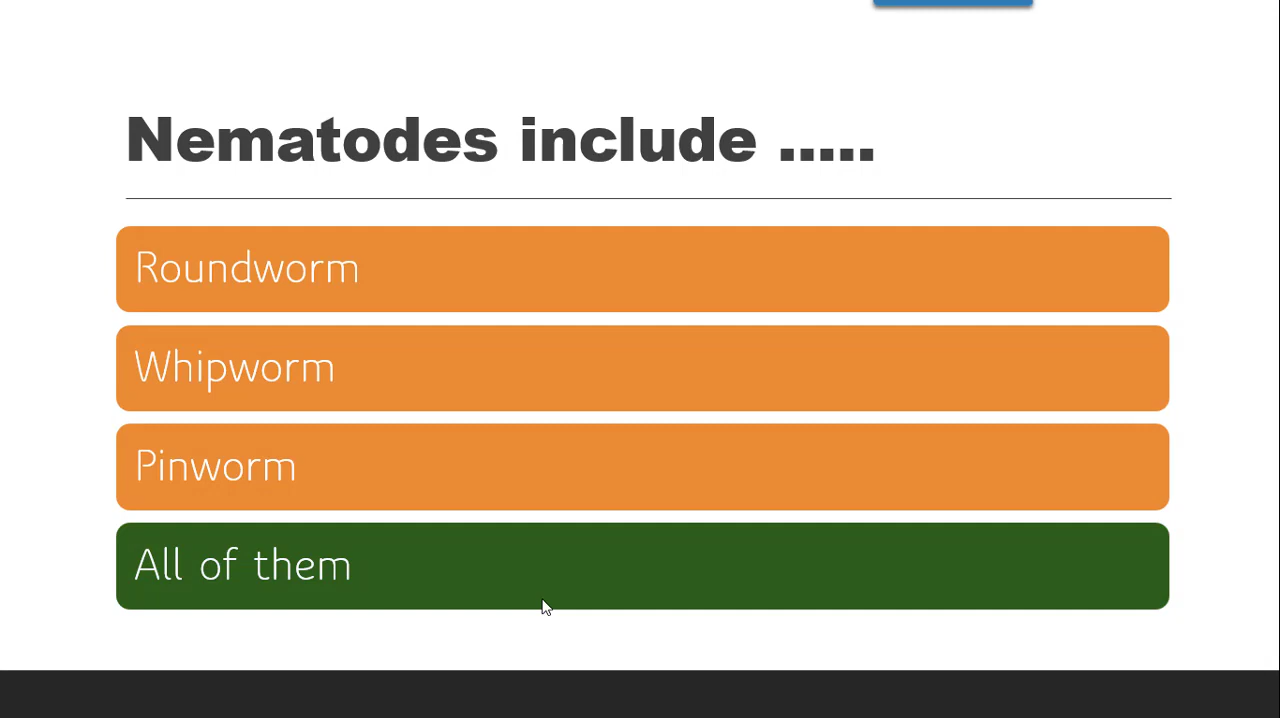 Nematodes include .....
Roundworm
Whipworm
Pinworm
All of them